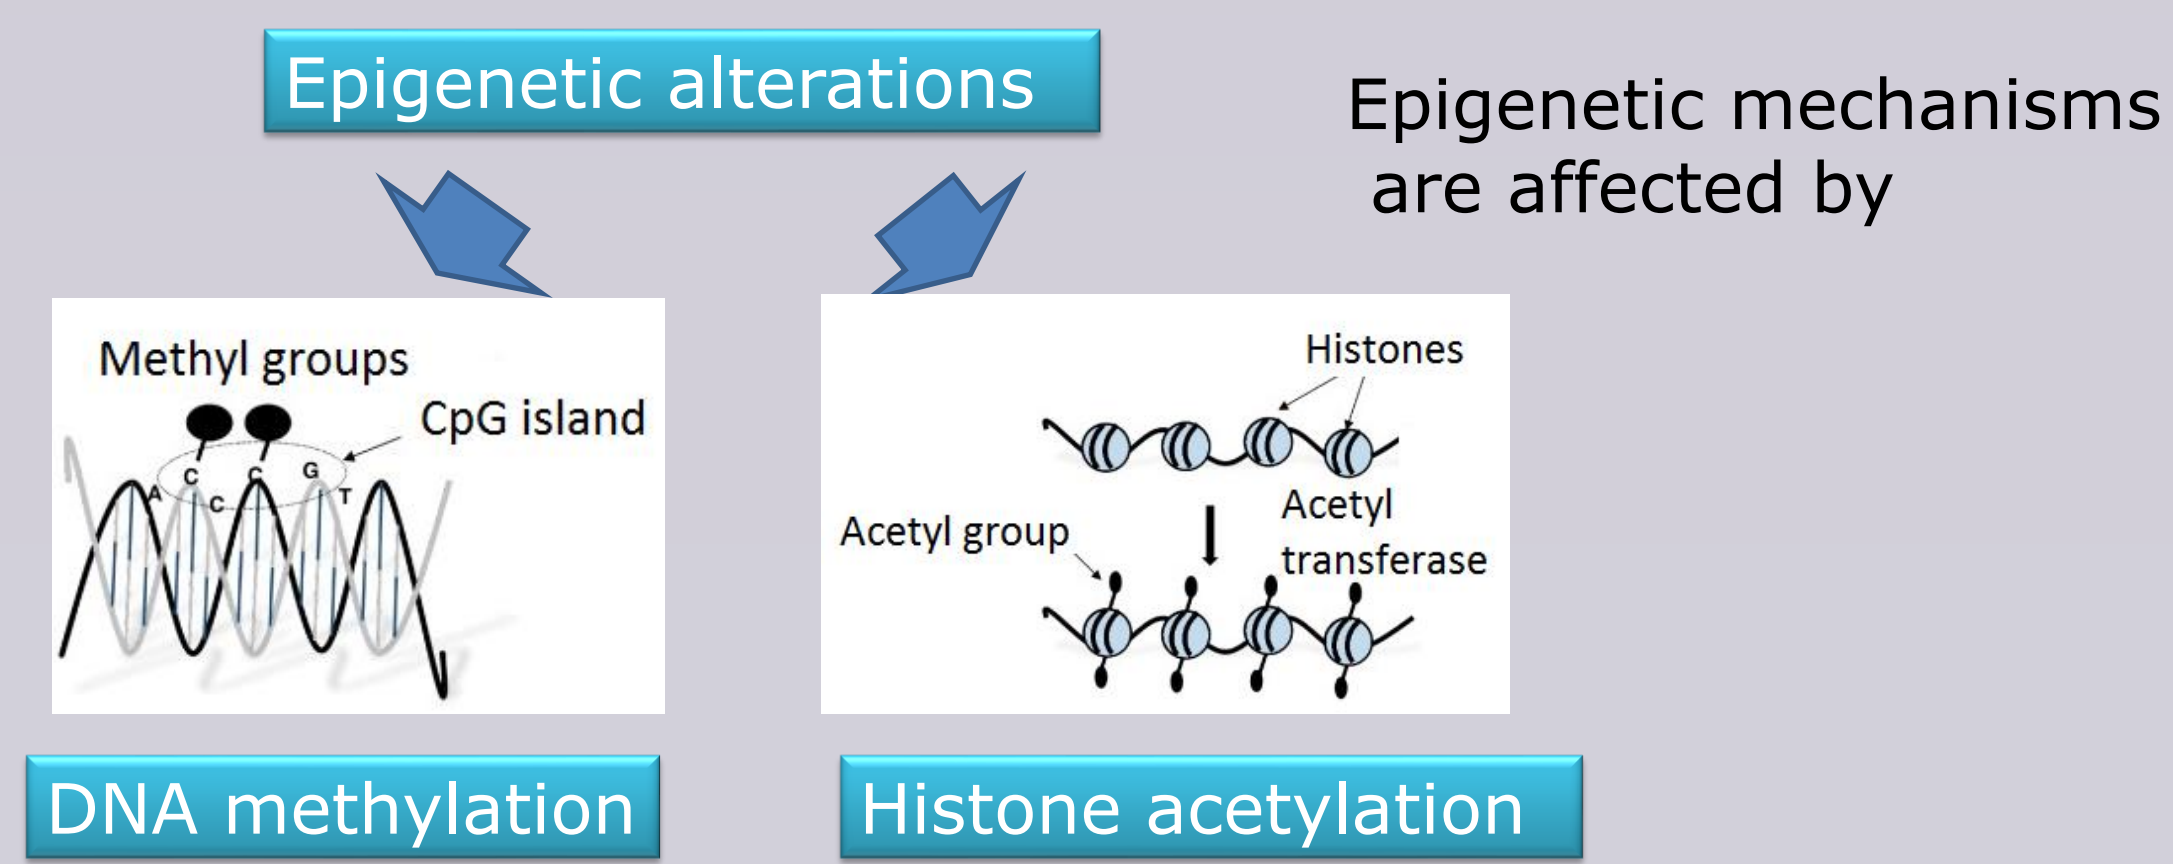 Epigenetic alterations
Epigenetic mechanisms
are affected by
Methyl groups
CpG island
C C G
A C T
Histones
Acetyl group
Acetyl
transferase
DNA methylation
Histone acetylation